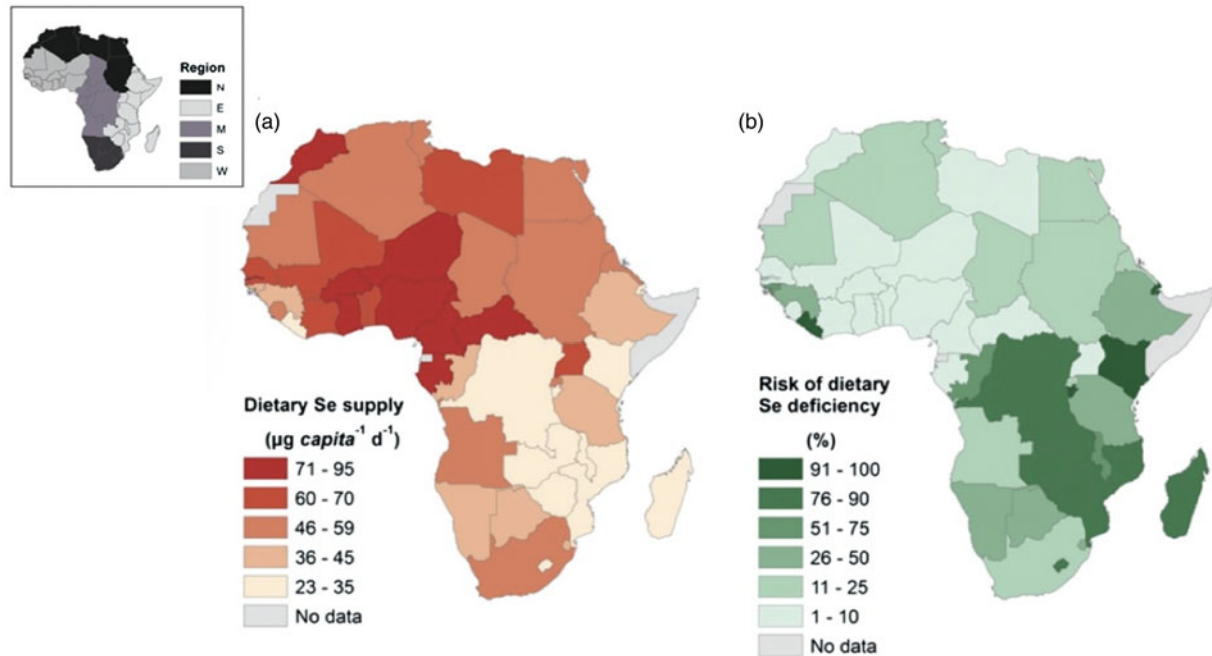 Region
N
E
M
S
W
(a)
Dietary Se supply
(µg capita⁻¹ d⁻¹)
71 - 95
60 - 70
46 - 59
36 - 45
23 - 35
No data
(b)
Risk of dietary
Se deficiency
(%)
91 - 100
76 - 90
51 - 75
26 - 50
11 - 25
1 - 10
No data